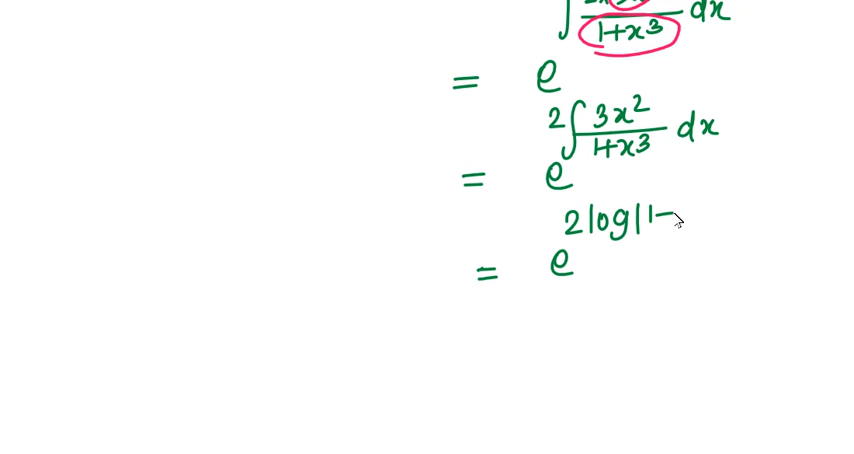 ∫ 1+x³ dx
= e
2∫ 3x²/1+x³ dx
= e
2log|1-
= e